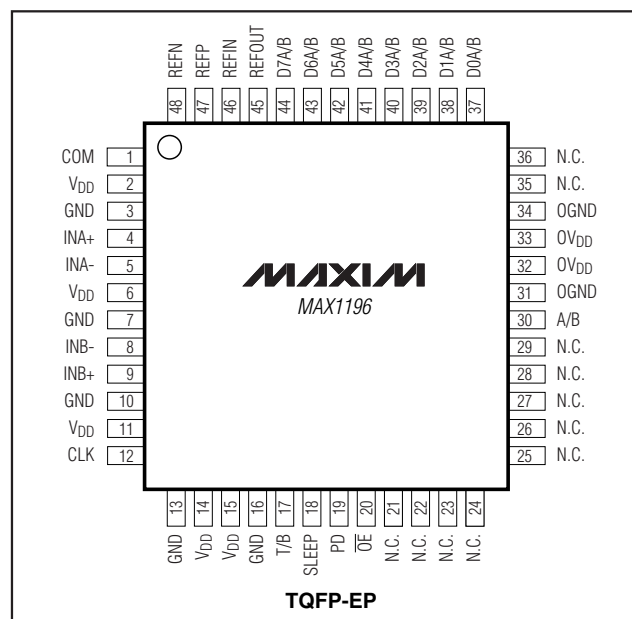 REFN REFP REFIN REFOUT D7A/B D6A/B D5A/B D4A/B D3A/B D2A/B D1A/B D0A/B
48 47 46 45 44 43 42 41 40 39 38 37
COM 1
VDD 2
GND 3
INA+ 4
INA- 5
VDD 6
GND 7
INB- 8
INB+ 9
GND 10
VDD 11
CLK 12
MAXIM
MAX1196
36 N.C.
35 N.C.
34 OGND
33 OVDD
32 OVDD
31 OGND
30 A/B
29 N.C.
28 N.C.
27 N.C.
26 N.C.
25 N.C.
13 14 15 16 17 18 19 20 21 22 23 24
GND VDD VDD GND T/B SLEEP PD OE N.C. N.C. N.C. N.C.
TQFP-EP